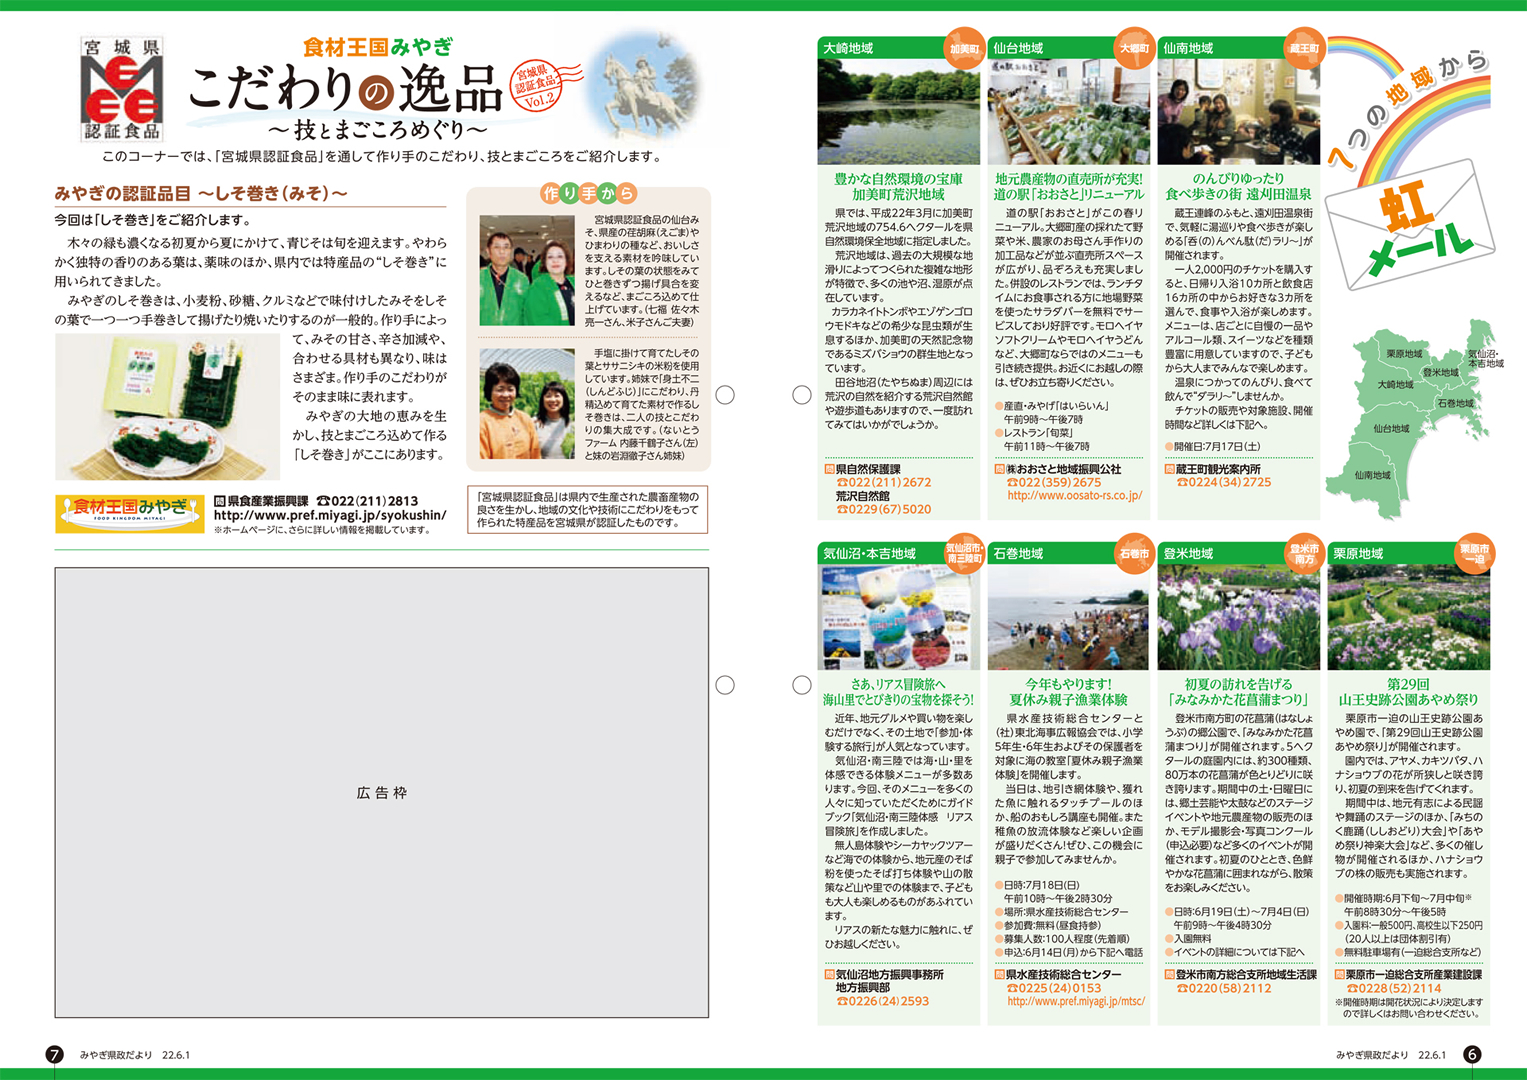 宮城県
認証食品
食材王国みやぎ
こだわりの逸品
宮城県
認証食品
Vol.2
〜技とまごころめぐり〜
このコーナーでは、「宮城県認証食品」を通して作り手のこだわり、技とまごころをご紹介します。
みやぎの認証品目 〜しそ巻き（みそ）〜
今回は「しそ巻き」をご紹介します。
木々の緑も濃くなる初夏から夏にかけて、青じそは旬を迎えます。やわら
かく独特の香りのある葉は、薬味のほか、県内では特産品の“しそ巻き”に
用いられてきました。
みやぎのしそ巻きは、小麦粉、砂糖、クルミなどで味付けしたみそをしそ
の葉で一つ一つ手巻きして揚げたり焼いたりするのが一般的。作り手によっ
て、みその甘さ、辛さ加減や、
合わせる具材も異なり、味は
さまざま。作り手のこだわりが
そのまま味に表れます。
みやぎの大地の恵みを生
かし、技とまごころ込めて作る
「しそ巻き」がここにあります。
食材王国みやぎ
FOOD KINGDOM MIYAGI
問 県食産業振興課 ☎022(211)2813
http://www.pref.miyagi.jp/syokushin/
※ホームページに、さらに詳しい情報を掲載しています。
作り手から
宮城県認証食品の仙台み
そ、県産の荏胡麻(えごま)や
ひまわりの種など、おいしさ
を支える素材を吟味してい
ます。しその葉の状態をみて
ひと巻きずつ揚げ具合を変
えるなど、まごころ込めて仕
上げています。（七福 佐々木
亮一さん、米子さんご夫妻）
手塩に掛けて育てたしその
葉とササニシキの米粉を使用
しています。姉妹で「身土不二
(しんどふじ)」にこだわり、丹
精込めて育てた素材で作るし
そ巻きは、二人の技とこだわ
りの集大成です。（ないとう
ファーム 内藤千鶴子さん(左)
と妹の岩淵徹子さん姉妹）
「宮城県認証食品」は県内で生産された農畜産物の
良さを生かし、地域の文化や技術にこだわりをもって
作られた特産品を宮城県が認証したものです。
広告枠
7 みやぎ県政だより 22.6.1
7つの地域から
虹
メール
大崎地域
加美町
豊かな自然環境の宝庫
加美町荒沢地域
県では、平成22年3月に加美町
荒沢地域の754.6ヘクタールを県
自然環境保全地域に指定しました。
荒沢地域は、過去の大規模な地
滑りによってつくられた複雑な地形
が特徴で、多くの池や沼、湿原が点
在しています。
カラカネイトトンボやエゾゲンゴロ
ウモドキなどの希少な昆虫類が生
息するほか、加美町の天然記念物
であるミズバショウの群生地となっ
ています。
田谷地沼(たやちぬま)周辺には
荒沢の自然を紹介する荒沢自然館
や遊歩道もありますので、一度訪れ
てみてはいかがでしょうか。
問 県自然保護課
☎022(211)2672
荒沢自然館
☎0229(67)5020
仙台地域
大郷町
地元農産物の直売所が充実!
道の駅「おおさと」リニューアル
道の駅「おおさと」がこの春リ
ニューアル。大郷町産の採れたて野
菜や米、農家のお母さん手作りの
加工品などが並ぶ直売所スペース
が広がり、品ぞろえも充実しまし
た。併設のレストランでは、ランチタ
イムにお食事される方に地場野菜
を使ったサラダバーを無料でサー
ビスしており好評です。モロヘイヤ
ソフトクリームやモロヘイヤうどん
など、大郷町ならではのメニューも
引き続き提供。お近くにお越しの際
は、ぜひお立ち寄りください。
●産直・みやげ「はいらいん」
午前9時〜午後7時
●レストラン「旬菜」
午前11時〜午後7時
問 ㈱おおさと地域振興公社
☎022(359)2675
http://www.oosato-rs.co.jp/
仙南地域
蔵王町
のんびりゆったり
食べ歩きの街 遠刈田温泉
蔵王連峰のふもと、遠刈田温泉街
で、気軽に湯巡りや食べ歩きが楽し
める「呑(の)んべん駄(だ)ラリ〜」が
開催されます。
一人2,000円のチケットを購入す
ると、日帰り入浴10カ所と飲食店
16カ所の中からお好きな3カ所を
選んで、食事や入浴が楽しめます。
メニューは、店ごとに自慢の一品や
アルコール類、スイーツなどを種類
豊富に用意していますので、子ども
から大人までみんなで楽しめます。
温泉につかってのんびり、食べて
飲んで“ダラリ〜”しませんか。
チケットの販売や対象施設、開催
時間など詳しくは下記へ。
●開催日:7月17日(土)
問 蔵王町観光案内所
☎0224(34)2725
栗原地域
気仙沼・
本吉地域
登米地域
大崎地域
石巻地域
仙台地域
仙南地域
気仙沼・本吉地域
気仙沼市・
南三陸町
さあ、リアス冒険旅へ
海山里でとびきりの宝物を探そう!
近年、地元グルメや買い物を楽し
むだけでなく、その土地で「参加・体
験する旅行」が人気となっています。
気仙沼・南三陸では海・山・里を
体感できる体験メニューが多数あ
ります。今回、そのメニューを多くの
人々に知っていただくためにガイド
ブック「気仙沼・南三陸体感 リアス
冒険旅」を作成しました。
無人島体験やシーカヤックツアー
など海での体験から、地元産のそば
粉を使ったそば打ち体験や山の散
策など山や里での体験まで、子ども
も大人も楽しめるものがあふれてい
ます。
リアスの新たな魅力に触れに、ぜ
ひお越しください。
問 気仙沼地方振興事務所
地方振興部
☎0226(24)2593
石巻地域
石巻市
今年もやります!
夏休み親子漁業体験
県水産技術総合センターと
(社)東北海事広報協会では、小学
5年生・6年生およびその保護者を
対象に海の教室「夏休み親子漁業
体験」を開催します。
当日は、地引き網体験や、獲れ
た魚に触れるタッチプールのほ
か、船のおもしろ講座も開催。また
稚魚の放流体験など楽しい企画
が盛りだくさん!ぜひ、この機会に
親子で参加してみませんか。
●日時:7月18日(日)
午前10時〜午後2時30分
●場所:県水産技術総合センター
●参加費:無料(昼食持参)
●募集人数:100人程度(先着順)
●申込:6月14日(月)から下記へ電話
問 県水産技術総合センター
☎0225(24)0153
http://www.pref.miyagi.jp/mtsc/
登米地域
登米市
南方
初夏の訪れを告げる
「みなみかた花菖蒲まつり」
登米市南方町の花菖蒲(はなしょ
うぶ)の郷公園で、「みなみかた花菖
蒲まつり」が開催されます。5ヘク
タールの庭園内には、約300種類、
80万本の花菖蒲が色とりどりに咲
き誇ります。期間中の土・日曜日に
は、郷土芸能や太鼓などのステージ
イベントや地元農産物の販売のほ
か、モデル撮影会・写真コンクール
(申込必要)など多くのイベントが開
催されます。初夏のひととき、色鮮
やかな花菖蒲に囲まれながら、散策
をお楽しみください。
●日時:6月19日(土)〜7月4日(日)
午前9時〜午後4時30分
●入園無料
●イベントの詳細については下記へ
問 登米市南方総合支所地域生活課
☎0220(58)2112
栗原地域
栗原市
一迫
第29回
山王史跡公園あやめ祭り
栗原市一迫の山王史跡公園あ
やめ園で、「第29回山王史跡公園
あやめ祭り」が開催されます。
園内では、アヤメ、カキツバタ、ハ
ナショウブの花が所狭しと咲き誇
り、初夏の到来を告げてくれます。
期間中は、地元有志による民謡
や舞踊のステージのほか、「みちの
く鹿踊(ししおどり)大会」や「あや
め祭り神楽大会」など、多くの催し
物が開催されるほか、ハナショウ
ブの株の販売も実施されます。
●開催時期:6月下旬〜7月中旬※
午前8時30分〜午後5時
●入園料:一般500円、高校生以下250円
(20人以上は団体割引有)
●無料駐車場有(一迫総合支所など)
問 栗原市一迫総合支所産業建設課
☎0228(52)2114
※開催時期は開花状況により決定します
ので詳しくはお問い合わせください。
みやぎ県政だより 22.6.1 6